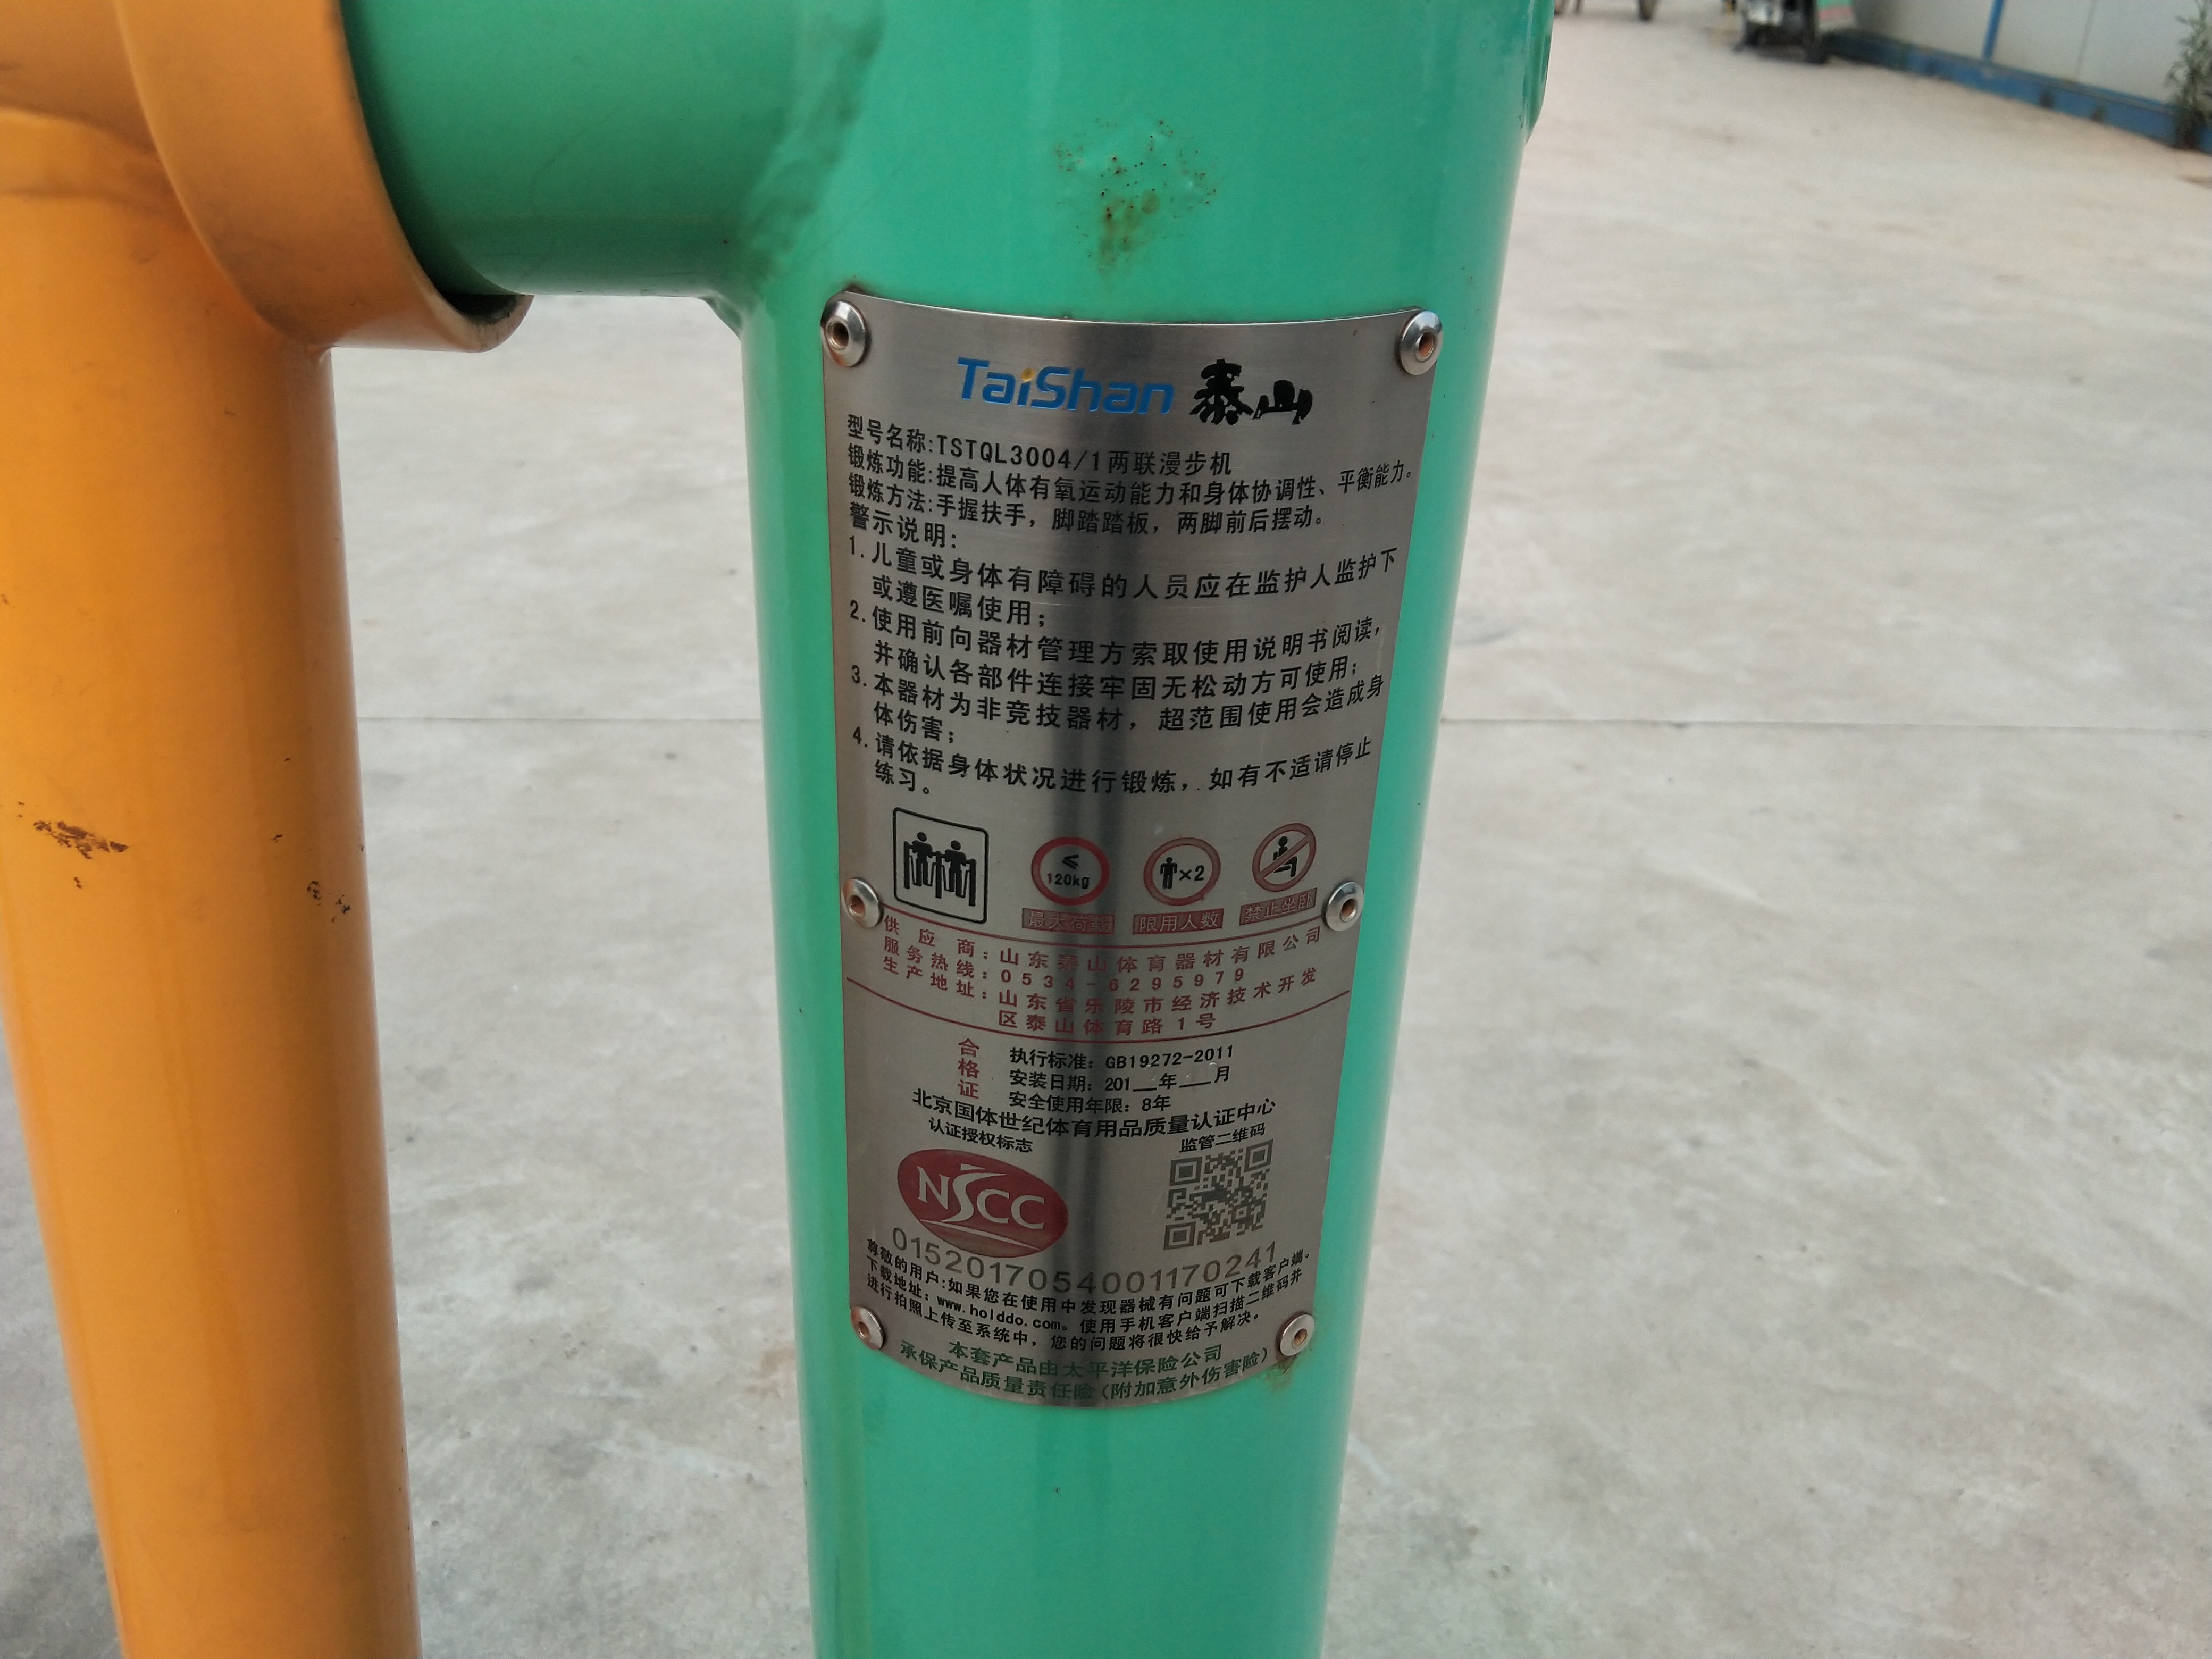 TaiShan 泰山
型号名称:TSTQL3004/1两联漫步机
锻炼功能:提高人体有氧运动能力和身体协调性、平衡能力。
锻炼方法:手握扶手，脚踏踏板，两脚前后摆动。
警示说明:
1.儿童或身体有障碍的人员应在监护人监护下
或遵医嘱使用；
2.使用前向器材管理方索取使用说明书阅读，
并确认各部件连接牢固无松动方可使用；
3.本器材为非竞技器材，超范围使用会造成身
体伤害；
4.请依据身体状况进行锻炼，如有不适请停止
练习。
≤
120kg
×2
最大荷载 限用人数 禁止坐卧
供应商：山东泰山体育器材有限公司
服务热线：0534-6295979
生产地址：山东省乐陵市经济技术开发
区泰山体育路1号
合格证
执行标准：GB19272-2011
安装日期：201__年___月
安全使用年限：8年
北京国体世纪体育用品质量认证中心
认证授权标志 监管二维码
NSCC
0152017054001170241
尊敬的用户:如果您在使用中发现器械有问题可下载客户端。
下载地址：www.holddo.com。使用手机客户端扫描二维码并
进行拍照上传至系统中，您的问题将很快给予解决。
本套产品由太平洋保险公司
承保产品质量责任险(附加意外伤害险)